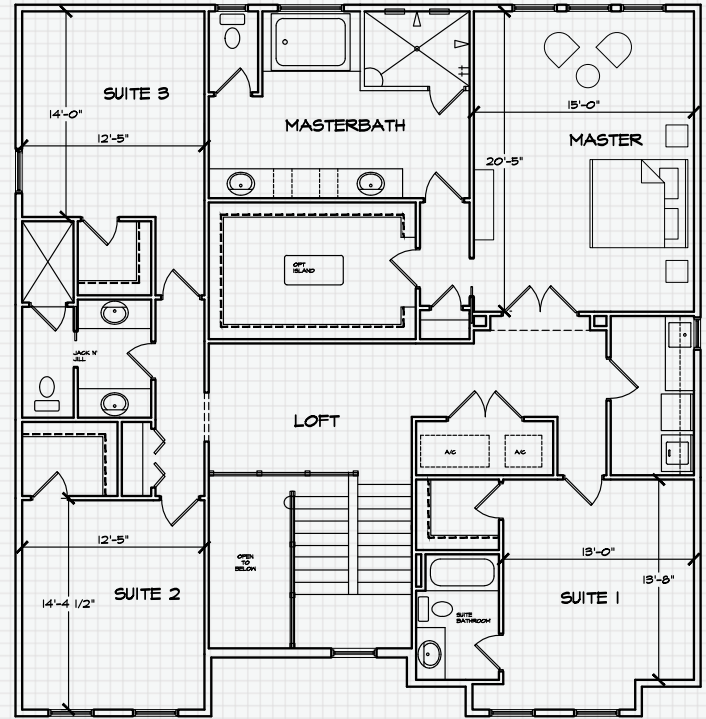 SUITE 3
14'-0"
12'-5"
MASTERBATH
15'-0"
MASTER
20'-5"
OPT
ISLAND
JACK N'
JILL
LOFT
A/C
A/C
12'-5"
OPEN
TO
BELOW
13'-0"
13'-8"
14'-4 1/2"
SUITE 2
SUITE 1
SUITE
BATHROOM